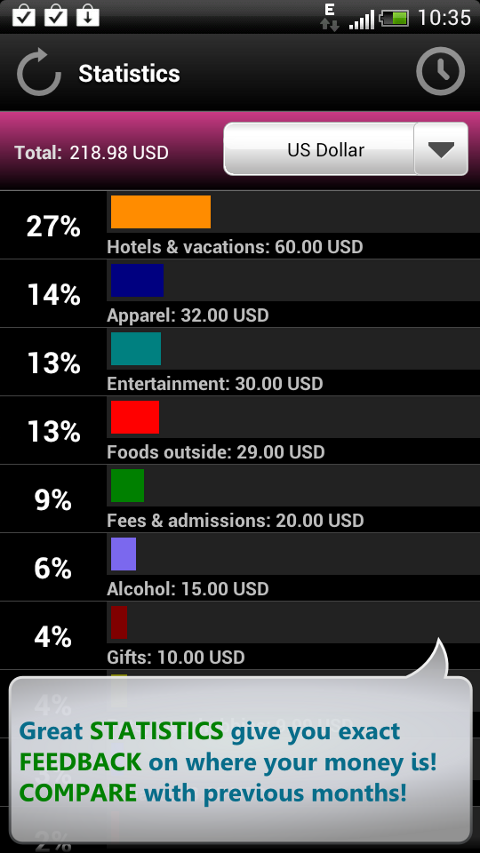 E
10:35
Statistics
Total: 218.98 USD
US Dollar
27%
Hotels & vacations: 60.00 USD
14%
Apparel: 32.00 USD
13%
Entertainment: 30.00 USD
13%
Foods outside: 29.00 USD
9%
Fees & admissions: 20.00 USD
6%
Alcohol: 15.00 USD
4%
Gifts: 10.00 USD
4%
Great STATISTICS give you exact
FEEDBACK on where your money is!
COMPARE with previous months!
2%